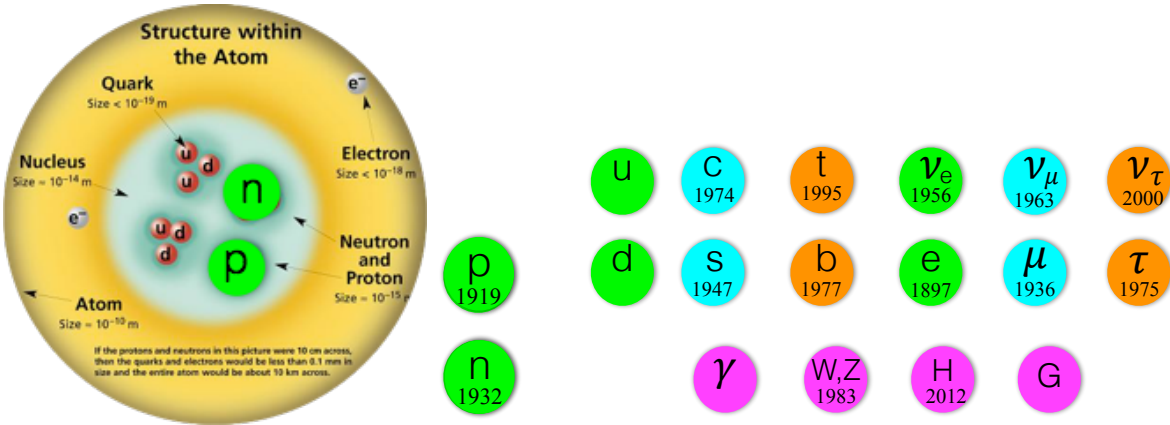 Structure within
the Atom
Quark
Size < 10⁻¹⁹ m
e⁻
Nucleus
Size ≈ 10⁻¹⁴ m
u
d
u
n
Electron
Size < 10⁻¹⁸ m
e⁻
u
d
d
p
Neutron
and
Proton
Size ≈ 10⁻¹⁵
Atom
Size ≈ 10⁻¹⁰ m
If the protons and neutrons in this picture were 10 cm across,
then the quarks and electrons would be less than 0.1 mm in
size and the entire atom would be about 10 km across.
p
1919
n
1932
u
c
1974
t
1995
νe
1956
νμ
1963
ντ
2000
d
s
1947
b
1977
e
1897
μ
1936
τ
1975
γ
W,Z
1983
H
2012
G